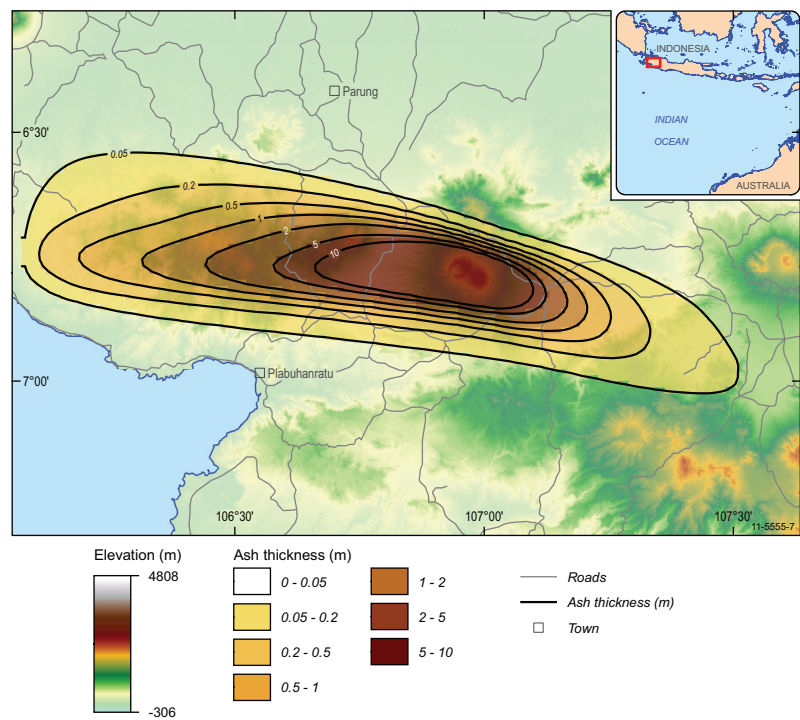 INDONESIA
INDIAN
OCEAN
AUSTRALIA
Parung
6°30'
0.05
0.2
0.5
1
2
5
10
7°00'
Plabuhanratu
106°30'
107°00'
107°30'
11-5555-7
Elevation (m)
4808
-306
Ash thickness (m)
0 - 0.05
0.05 - 0.2
0.2 - 0.5
0.5 - 1
1 - 2
2 - 5
5 - 10
Roads
Ash thickness (m)
Town